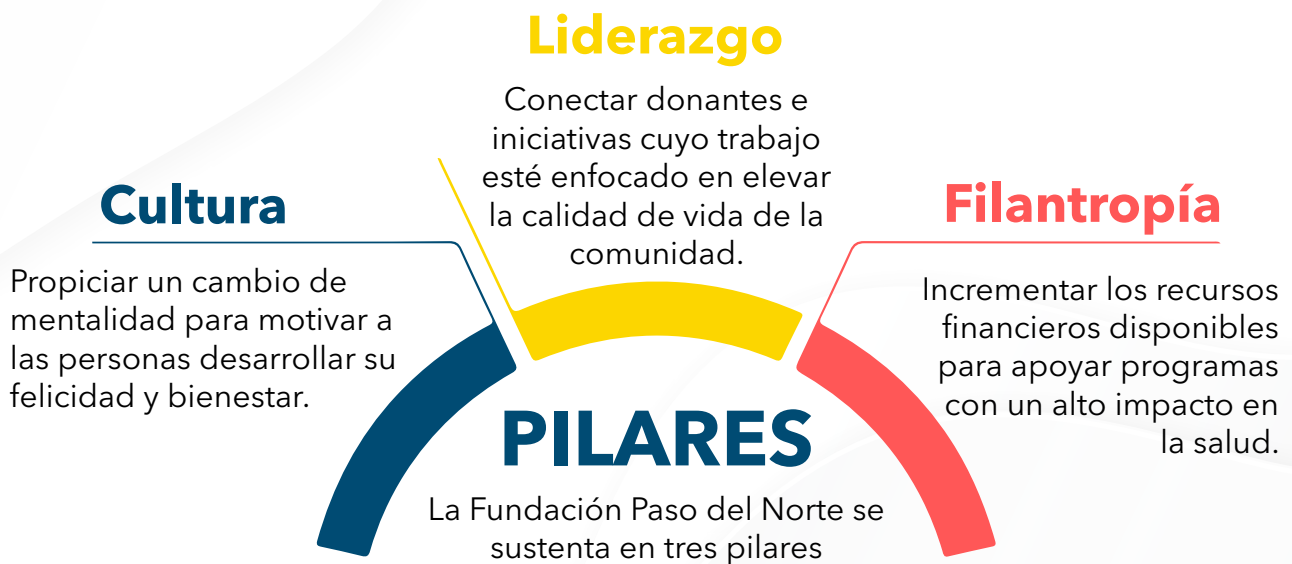 Liderazgo
Conectar donantes e
iniciativas cuyo trabajo
esté enfocado en elevar
la calidad de vida de la
comunidad.
Cultura
Propiciar un cambio de
mentalidad para motivar a
las personas desarrollar su
felicidad y bienestar.
Filantropía
Incrementar los recursos
financieros disponibles
para apoyar programas
con un alto impacto en
la salud.
PILARES
La Fundación Paso del Norte se
sustenta en tres pilares